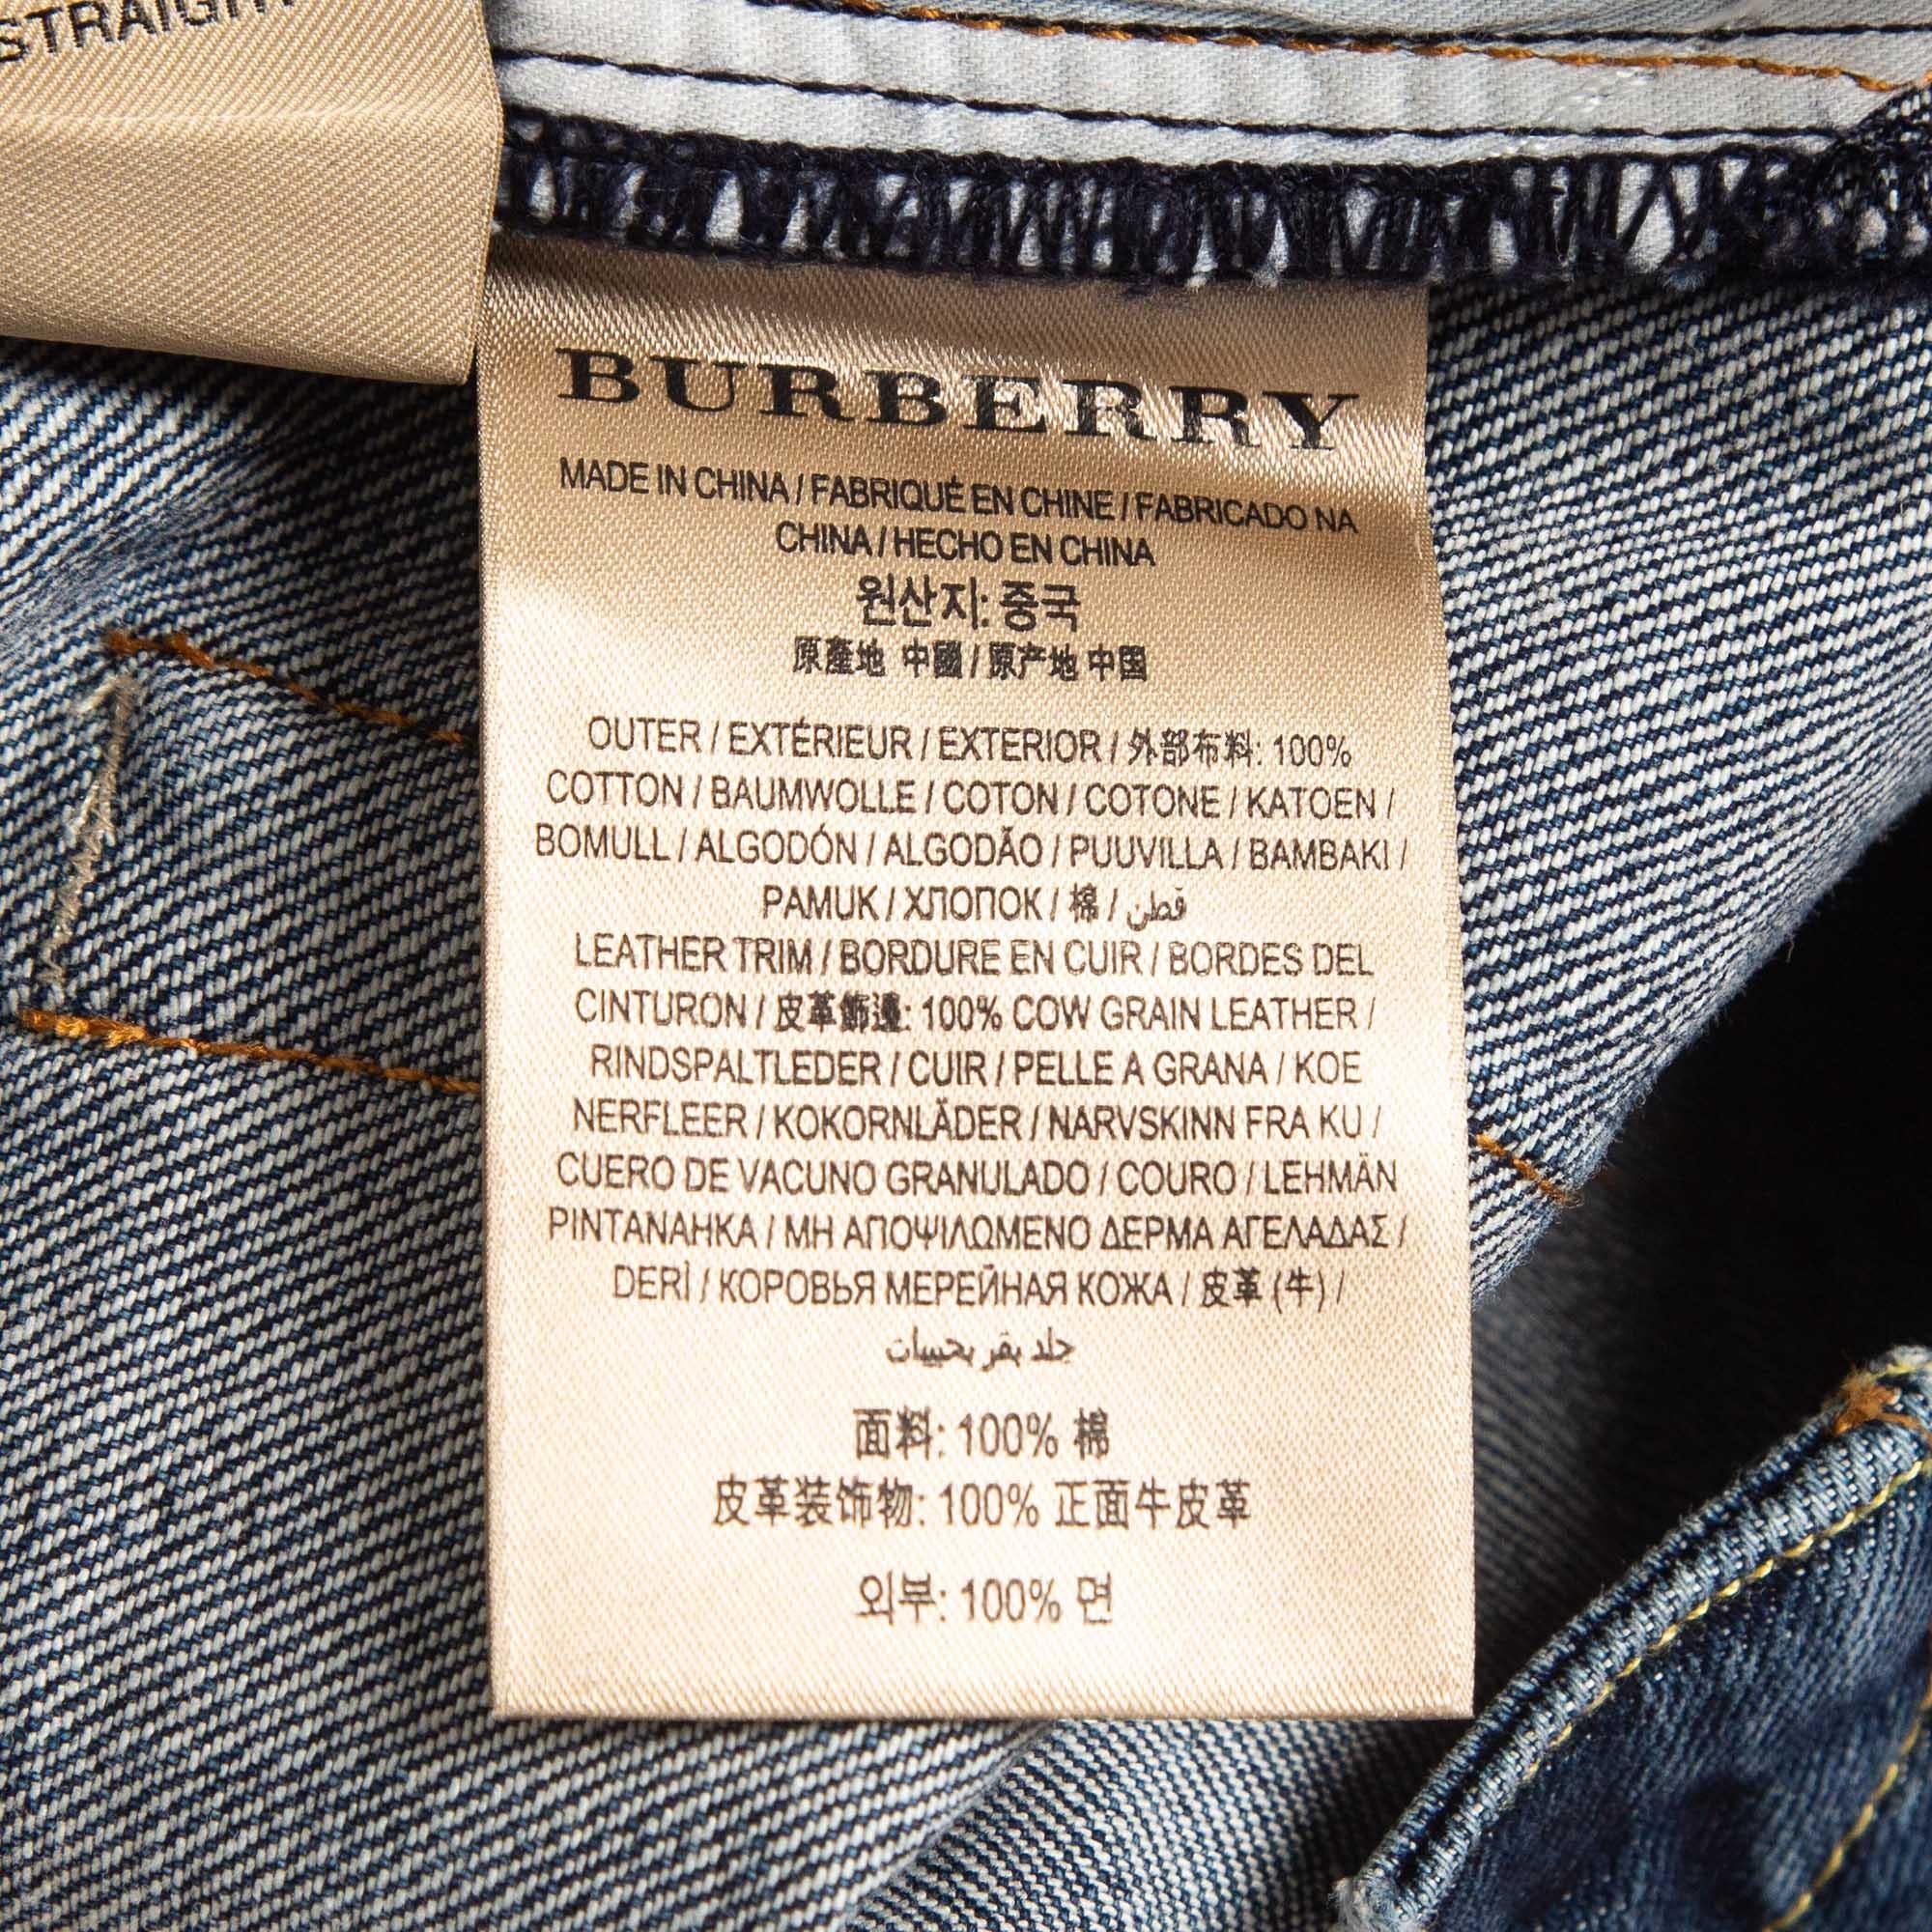 STRAIGHT
BURBERRY
MADE IN CHINA / FABRIQUÉ EN CHINE / FABRICADO NA
CHINA / HECHO EN CHINA
원산지: 중국
原產地 中國 / 原产地 中国
OUTER / EXTÉRIEUR / EXTERIOR / 外部布料: 100%
COTTON / BAUMWOLLE / COTON / COTONE / KATOEN /
BOMULL / ALGODÓN / ALGODÃO / PUUVILLA / BAMBAKI /
PAMUK / ХЛОПОК / 棉 / قطن
LEATHER TRIM / BORDURE EN CUIR / BORDES DEL
CINTURON / 皮革飾邊: 100% COW GRAIN LEATHER /
RINDSPALTLEDER / CUIR / PELLE A GRANA / KOE
NERFLEER / KOKORNLÄDER / NARVSKINN FRA KU /
CUERO DE VACUNO GRANULADO / COURO / LEHMÄN
PINTANAHKA / ΜΗ ΑΠΟΨΙΛΩΜΕΝΟ ΔΕΡΜΑ ΑΓΕΛΑΔΑΣ /
DERÌ / КОРОВЬЯ МЕРЕЙНАЯ КОЖА / 皮革 (牛) /
جلد بقر بحبيبات
面料: 100% 棉
皮革装饰物: 100% 正面牛皮革
외부: 100% 면